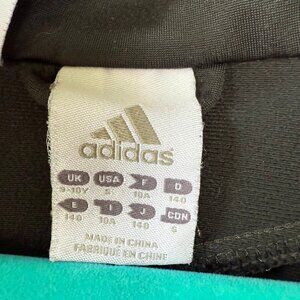 adidas
UK USA F D
9-10Y S 10A 140
E I J CDN
140 10A 140 S
MADE IN CHINA
FABRIQUÉ EN CHINE